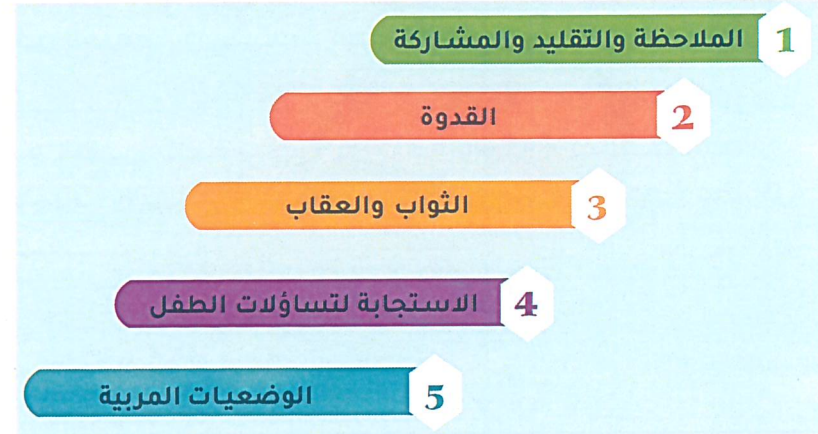 1 الملاحظة والتقليد والمشاركة
2 القدوة
3 الثواب والعقاب
4 الاستجابة لتساؤلات الطفل
5 الوضعيات المربية